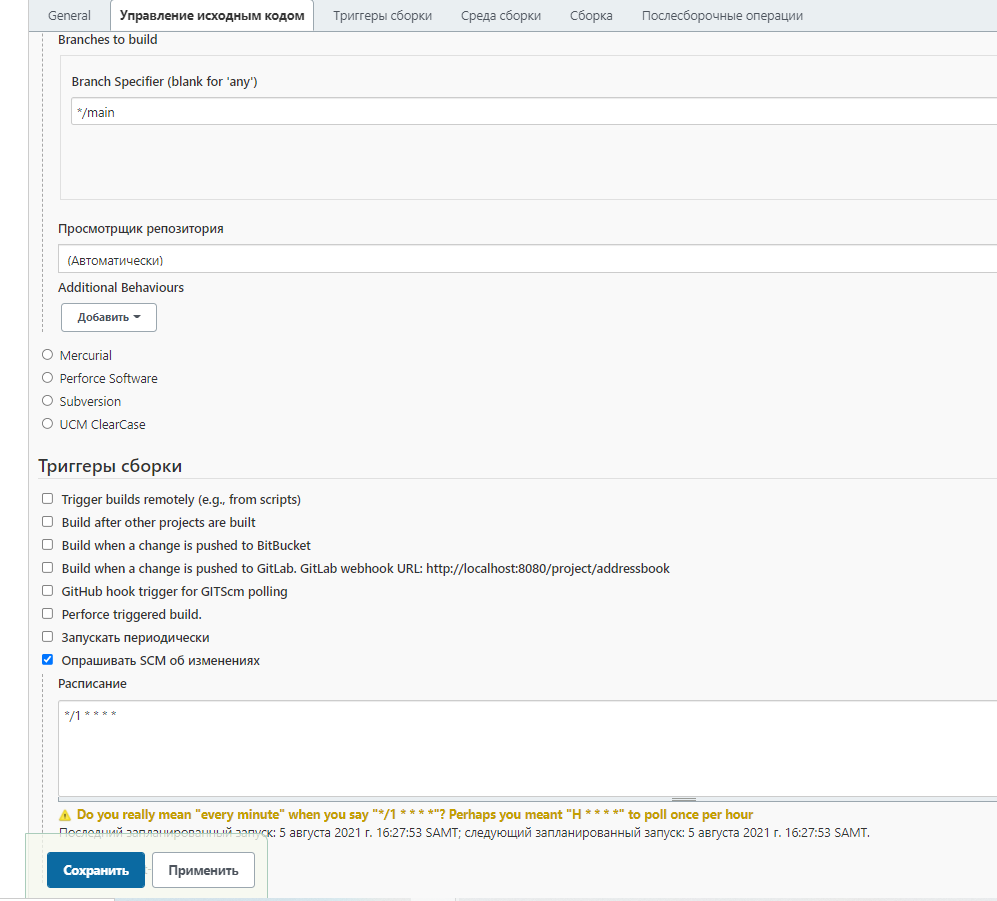 General Управление исходным кодом Триггеры сборки Среда сборки Сборка Послесборочные операции
Branches to build
Branch Specifier (blank for 'any')
*/main
Просмотрщик репозитория
(Автоматически)
Additional Behaviours
Добавить
Mercurial
Perforce Software
Subversion
UCM ClearCase
Триггеры сборки
Trigger builds remotely (e.g., from scripts)
Build after other projects are built
Build when a change is pushed to BitBucket
Build when a change is pushed to GitLab. GitLab webhook URL: http://localhost:8080/project/addressbook
GitHub hook trigger for GITScm polling
Perforce triggered build.
Запускать периодически
Опрашивать SCM об изменениях
Расписание
*/1 * * * *
Do you really mean "every minute" when you say "*/1 * * * *"? Perhaps you meant "H * * * *" to poll once per hour
Последний запланированный запуск: 5 августа 2021 г. 16:27:53 SAMT; следующий запланированный запуск: 5 августа 2021 г. 16:27:53 SAMT.
Сохранить Применить